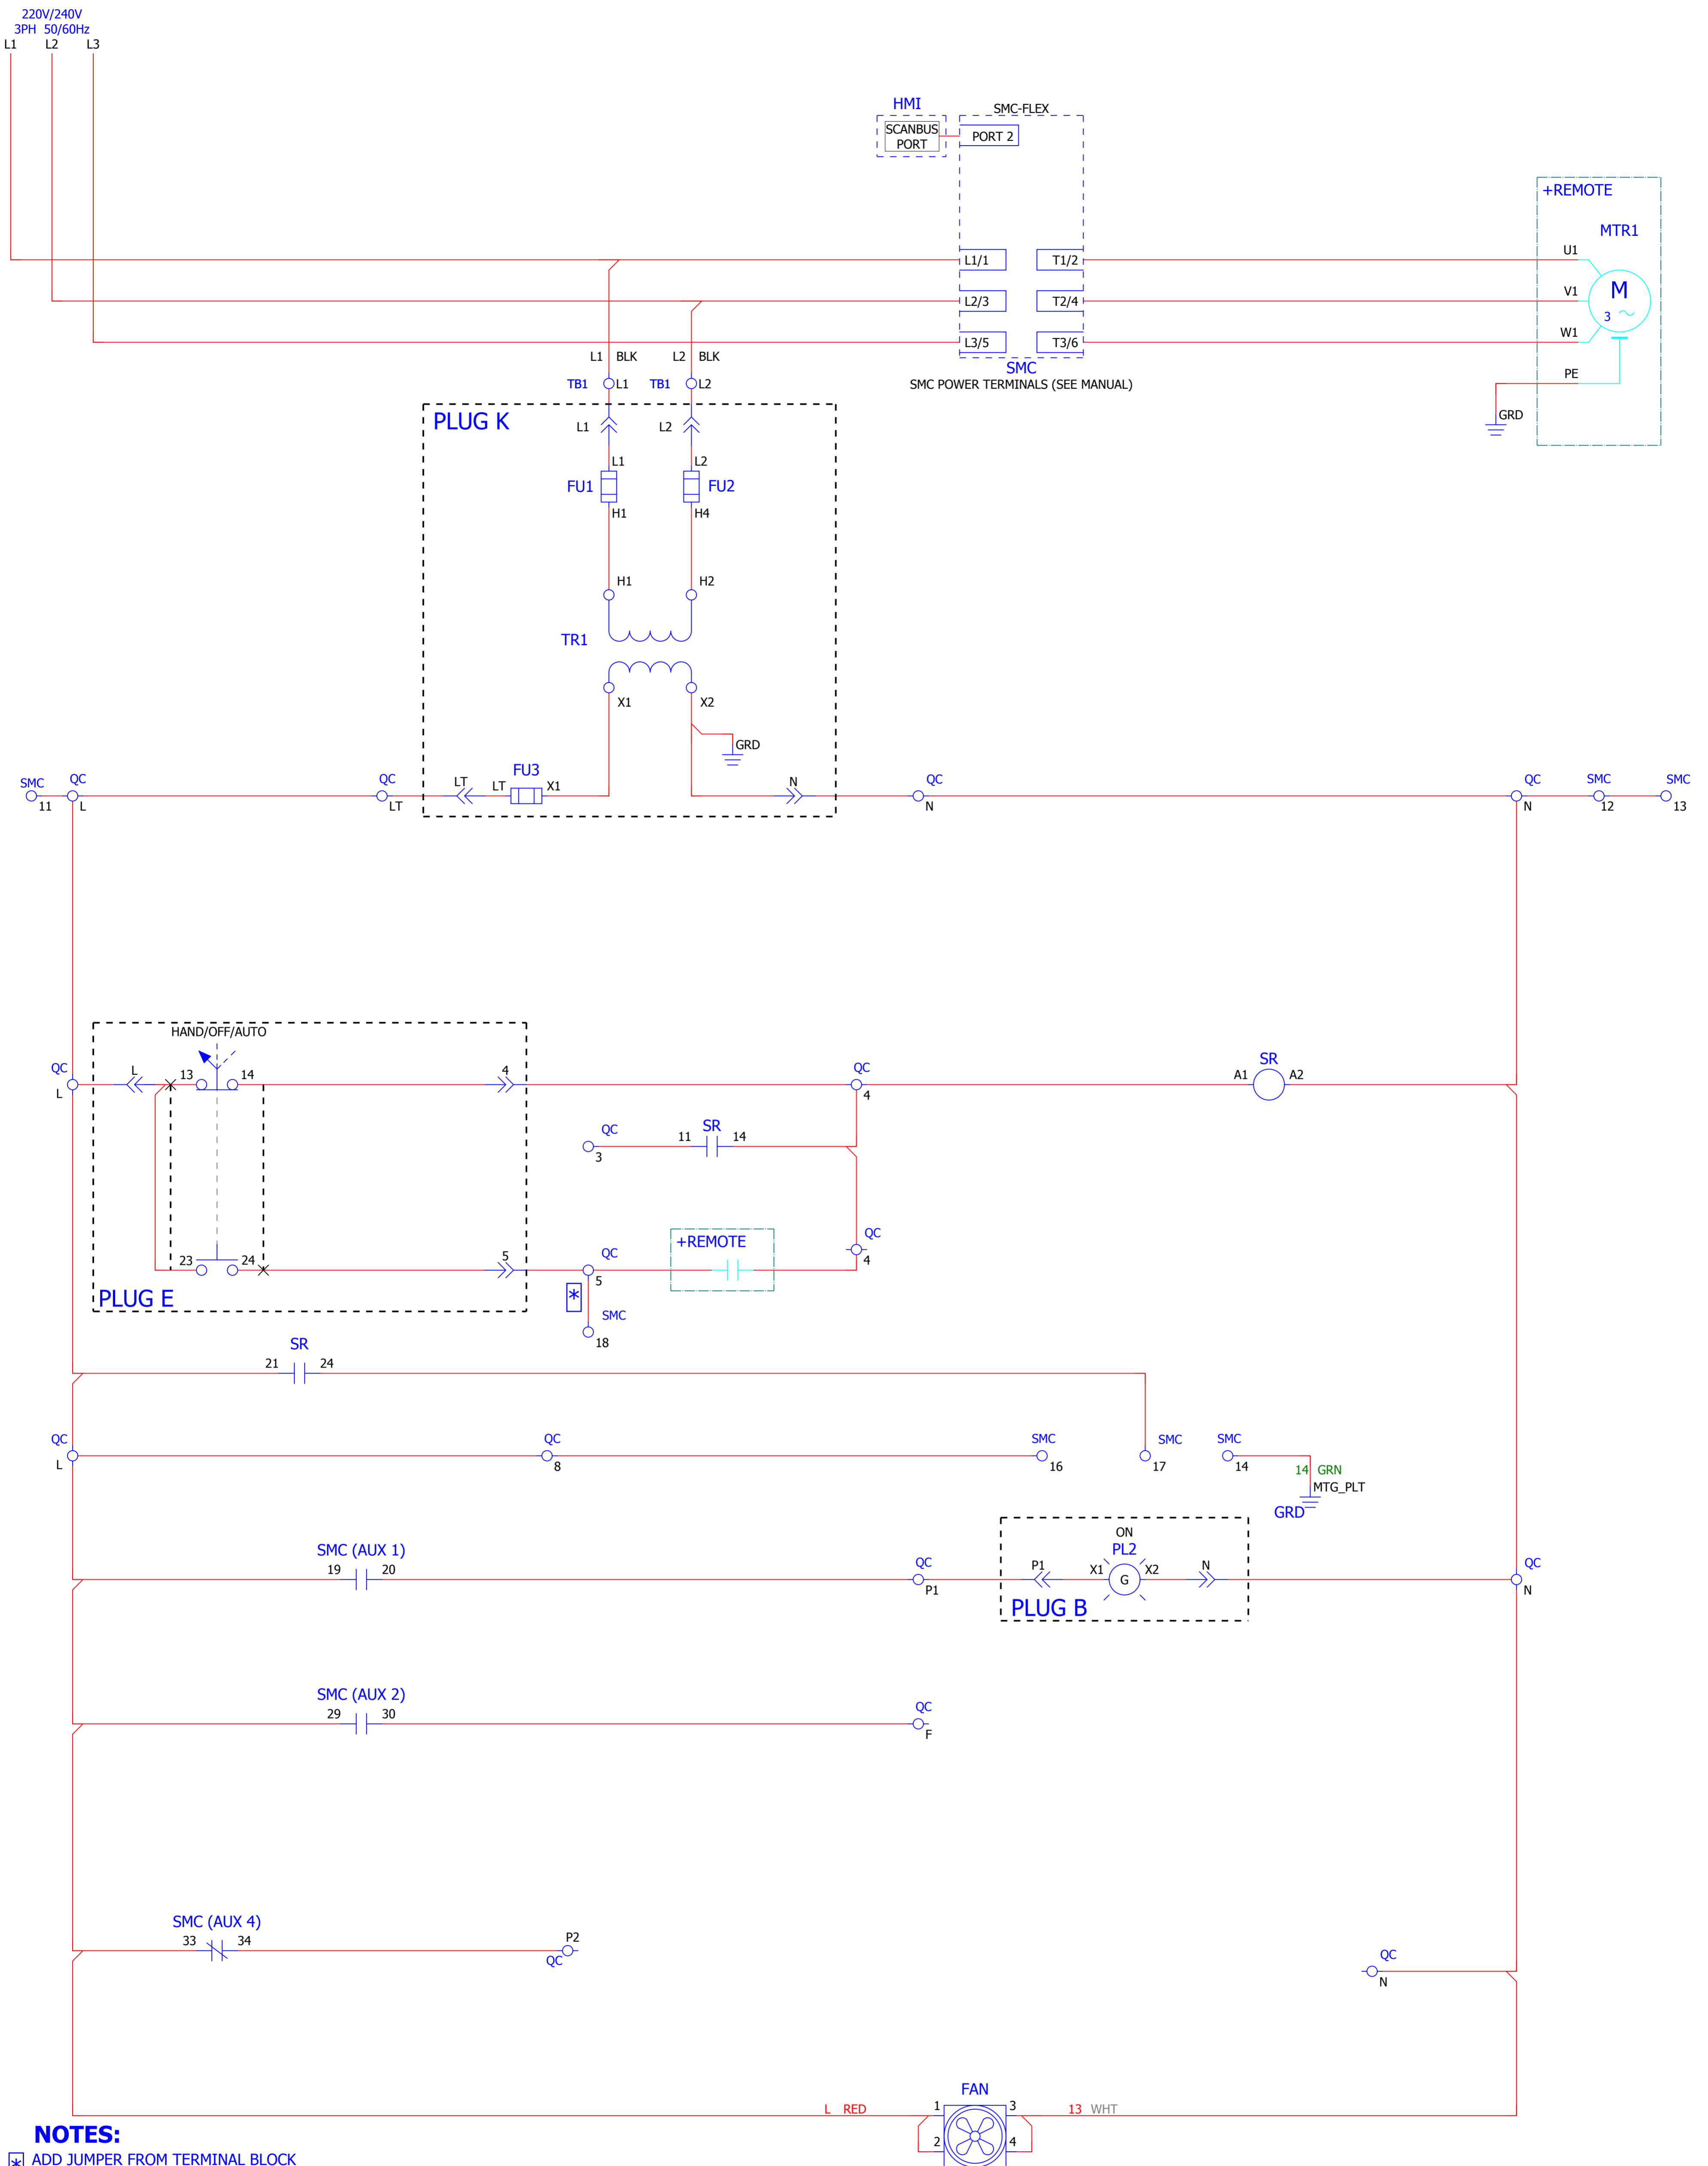 220V/240V
3PH 50/60Hz
L1 L2 L3
HMI
SMC-FLEX
SCANBUS
PORT
PORT 2
+REMOTE
MTR1
L1/1 T1/2 U1
L2/3 T2/4 V1
M
3
L3/5 T3/6 W1
L1 BLK L2 BLK
SMC
SMC POWER TERMINALS (SEE MANUAL)
PE
GRD
TB1 L1 TB1 L2
PLUG K
L1 L2
L1 L2
FU1 FU2
H1 H4
H1 H2
TR1
X1 X2
GRD
SMC QC QC LT LT FU3 X1 N QC QC SMC SMC
11 L LT N N 12 13
HAND/OFF/AUTO
QC L 13 14 4 QC SR
L 4 A1 A2
QC 11 SR 14
3
+REMOTE
QC
4
23 24 5 QC
5
PLUG E
*
SMC
18
SR
21 24
QC QC SMC SMC SMC
L 8 16 17 14
14 GRN
MTG_PLT
GRD
ON
PL2
SMC (AUX 1)
19 20 QC P1 X1 G X2 N QC
P1 N
PLUG B
SMC (AUX 2)
29 30 QC
F
SMC (AUX 4)
33 34 P2
QC
QC
N
FAN
L RED 1 3 13 WHT
2 4
NOTES:
* ADD JUMPER FROM TERMINAL BLOCK